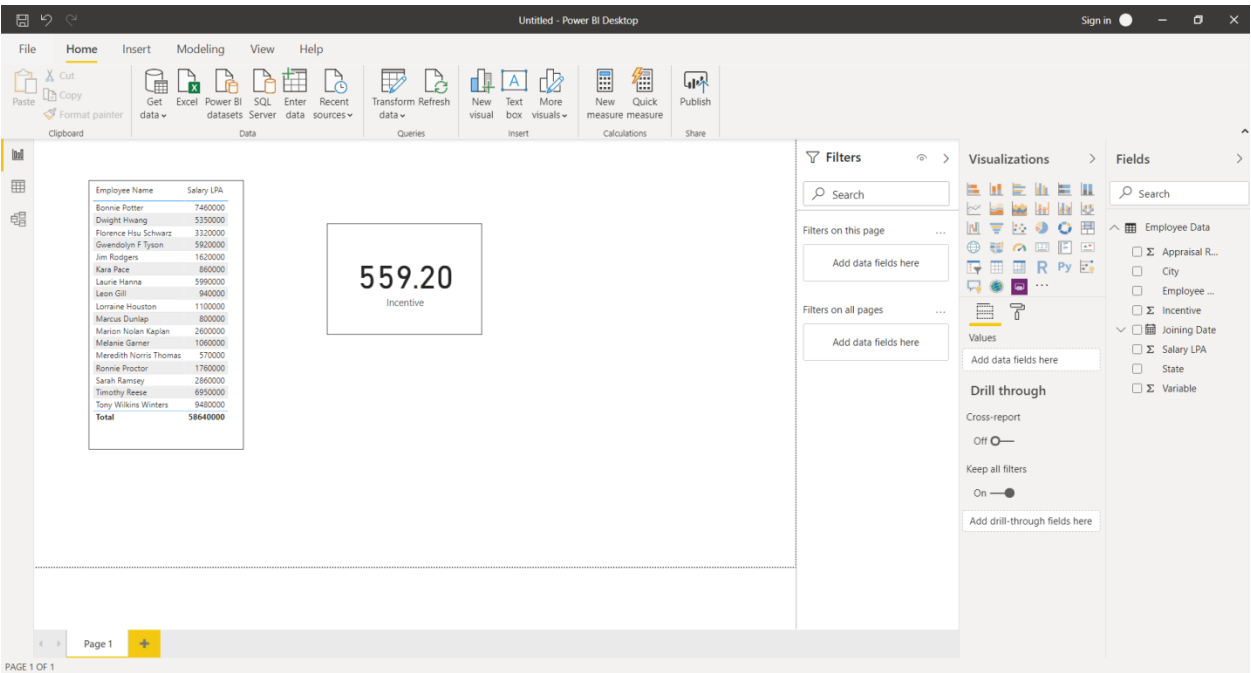 Untitled - Power BI Desktop
Sign in
File Home Insert Modeling View Help
Paste
Cut
Copy
Format painter
Clipboard
Get data
Excel
Power BI datasets
SQL Server
Enter data
Recent sources
Data
Transform data
Refresh
Queries
New visual
Text box
More visuals
Insert
New measure
Quick measure
Calculations
Publish
Share
Employee Name Salary LPA
Bonnie Potter 7460000
Dwight Hwang 5350000
Florence Hsu Schwarz 3320000
Gwendolyn F Tyson 5920000
Jim Rodgers 1620000
Kara Pace 860000
Laurie Hanna 5990000
Leon Gill 940000
Lorraine Houston 1100000
Marcus Dunlap 800000
Marion Nolan Kaplan 2600000
Melanie Garner 1060000
Meredith Norris Thomas 570000
Ronnie Proctor 1760000
Sarah Ramsey 2860000
Timothy Reese 6950000
Tony Wilkins Winters 9480000
Total 58640000
559.20
Incentive
Filters
Search
Filters on this page ...
Add data fields here
Filters on all pages ...
Add data fields here
Visualizations
R Py
...
Values
Add data fields here
Drill through
Cross-report
Off
Keep all filters
On
Add drill-through fields here
Fields
Search
Employee Data
Σ Appraisal R...
City
Employee ...
Σ Incentive
Joining Date
Σ Salary LPA
State
Σ Variable
Page 1
PAGE 1 OF 1